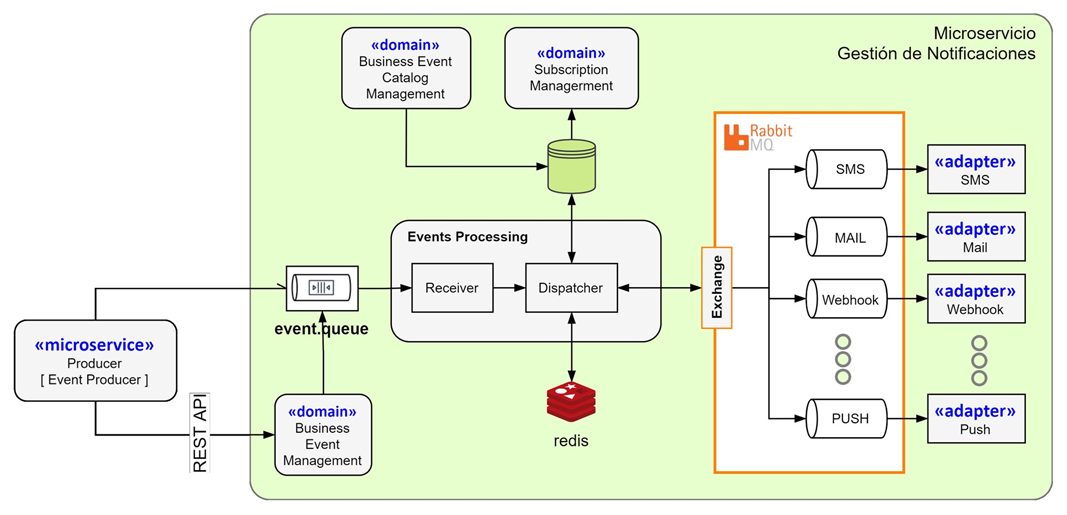 Microservicio
Gestión de Notificaciones
«domain»
Business Event
Catalog
Management
«domain»
Subscription
Managerment
Rabbit
MQ
SMS
«adapter»
SMS
MAIL
«adapter»
Mail
Events Processing
Receiver
Dispatcher
Exchange
Webhook
«adapter»
Webhook
event.queue
«microservice»
Producer
[ Event Producer ]
REST API
«domain»
Business
Event
Management
redis
PUSH
«adapter»
Push